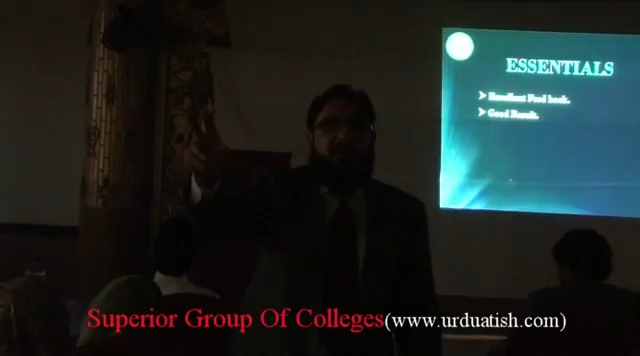 ESSENTIALS
➤ Excellent Feed back.
➤ Good Result.
Superior Group Of Colleges(www.urduatish.com)